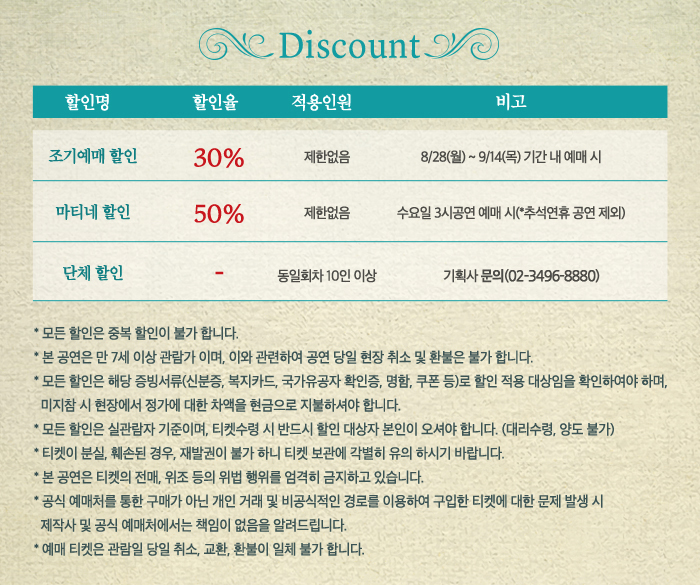 Discount
할인명 할인율 적용인원 비고
조기예매 할인 30% 제한없음 8/28(월) ~ 9/14(목) 기간 내 예매 시
마티네 할인 50% 제한없음 수요일 3시공연 예매 시(*추석연휴 공연 제외)
단체 할인 - 동일회차 10인 이상 기획사 문의(02-3496-8880)
* 모든 할인은 중복 할인이 불가 합니다.
* 본 공연은 만 7세 이상 관람가 이며, 이와 관련하여 공연 당일 현장 취소 및 환불은 불가 합니다.
* 모든 할인은 해당 증빙서류(신분증, 복지카드, 국가유공자 확인증, 명함, 쿠폰 등)로 할인 적용 대상임을 확인하여야 하며,
미지참 시 현장에서 정가에 대한 차액을 현금으로 지불하셔야 합니다.
* 모든 할인은 실관람자 기준이며, 티켓수령 시 반드시 할인 대상자 본인이 오셔야 합니다. (대리수령, 양도 불가)
* 티켓이 분실, 훼손된 경우, 재발권이 불가 하니 티켓 보관에 각별히 유의 하시기 바랍니다.
* 본 공연은 티켓의 전매, 위조 등의 위법 행위를 엄격히 금지하고 있습니다.
* 공식 예매처를 통한 구매가 아닌 개인 거래 및 비공식적인 경로를 이용하여 구입한 티켓에 대한 문제 발생 시
제작사 및 공식 예매처에서는 책임이 없음을 알려드립니다.
* 예매 티켓은 관람일 당일 취소, 교환, 환불이 일체 불가 합니다.